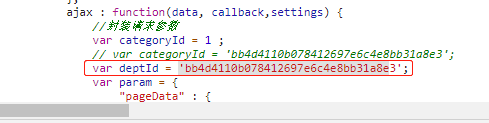 ajax : function(data, callback,settings) {
//封装请求参数
var categoryId = 1 ;
// var categoryId = 'bb4d4110b078412697e6c4e8bb31a8e3';
var deptId = 'bb4d4110b078412697e6c4e8bb31a8e3';
var param = {
"pageData" : {